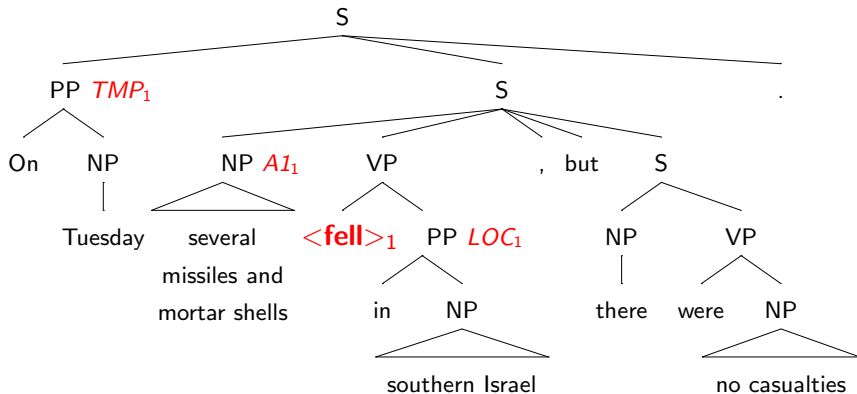 S
PP TMP₁ S .
On NP NP A1₁ VP , but S
Tuesday several <fell>₁ PP LOC₁ NP VP
missiles and
mortar shells in NP there were NP
southern Israel no casualties